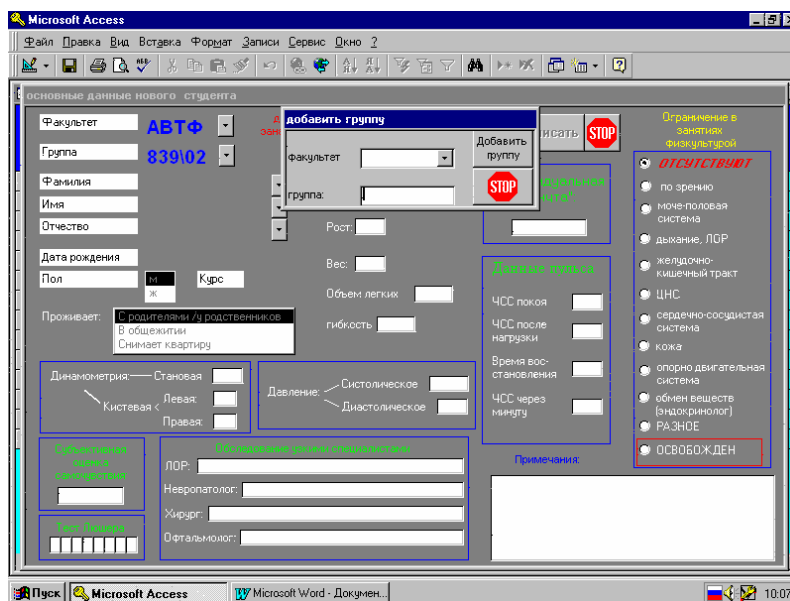 Microsoft Access
Файл Правка Вид Вставка Формат Записи Сервис Окно ?
основные данные нового студента
Факультет
АВТФ
Группа
839\02
Фамилия
Имя
Отчество
Дата рождения
Пол
м
ж
Курс
Проживает:
С родителями /у родственников
В общежитии
Снимает квартиру
добавить группу
факультет
Добавить группу
группа:
STOP
исать
STOP
Рост:
Вес:
Объем легких
гибкость
Данные пульса
ЧСС покоя
ЧСС после
нагрузки
Время вос-
становления
ЧСС через
минуту
Ограничение в
занятиях
физкультурой
ОТСУТСТВУЮТ
по зрению
моче-половая
система
дыхание, ЛОР
желудочно-
кишечный тракт
ЦНС
сердечно-сосудистая
система
кожа
опорно двигательная
система
обмен веществ
(эндокринолог)
РАЗНОЕ
ОСВОБОЖДЕН
Динамометрия:
Становая
Кистевая <
Левая:
Правая:
Давление:
Систолическое
Диастолическое
Субъективная
оценка
самочувствия
Тест Люшера
Обследование узкими специалистами
ЛОР:
Невропатолог:
Хирург:
Офтальмолог:
Примечания:
Пуск
Microsoft Access
Microsoft Word - Докумен...
10:07